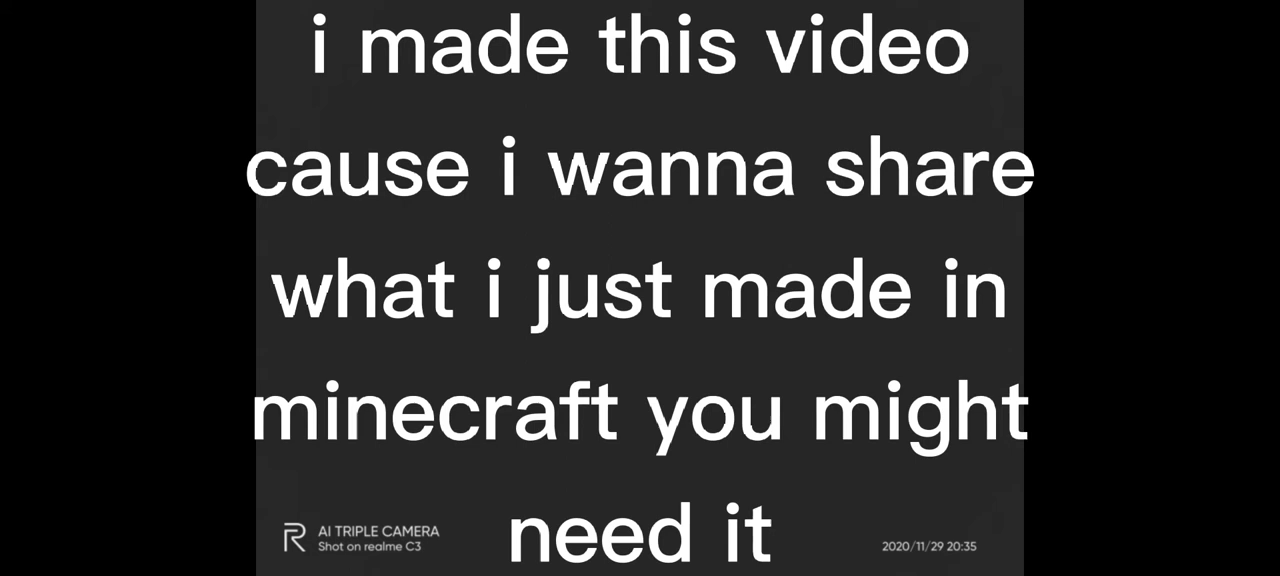 i made this video
cause i wanna share
what i just made in
minecraft you might
need it
AI TRIPLE CAMERA
Shot on realme C3
2020/11/29 20:35